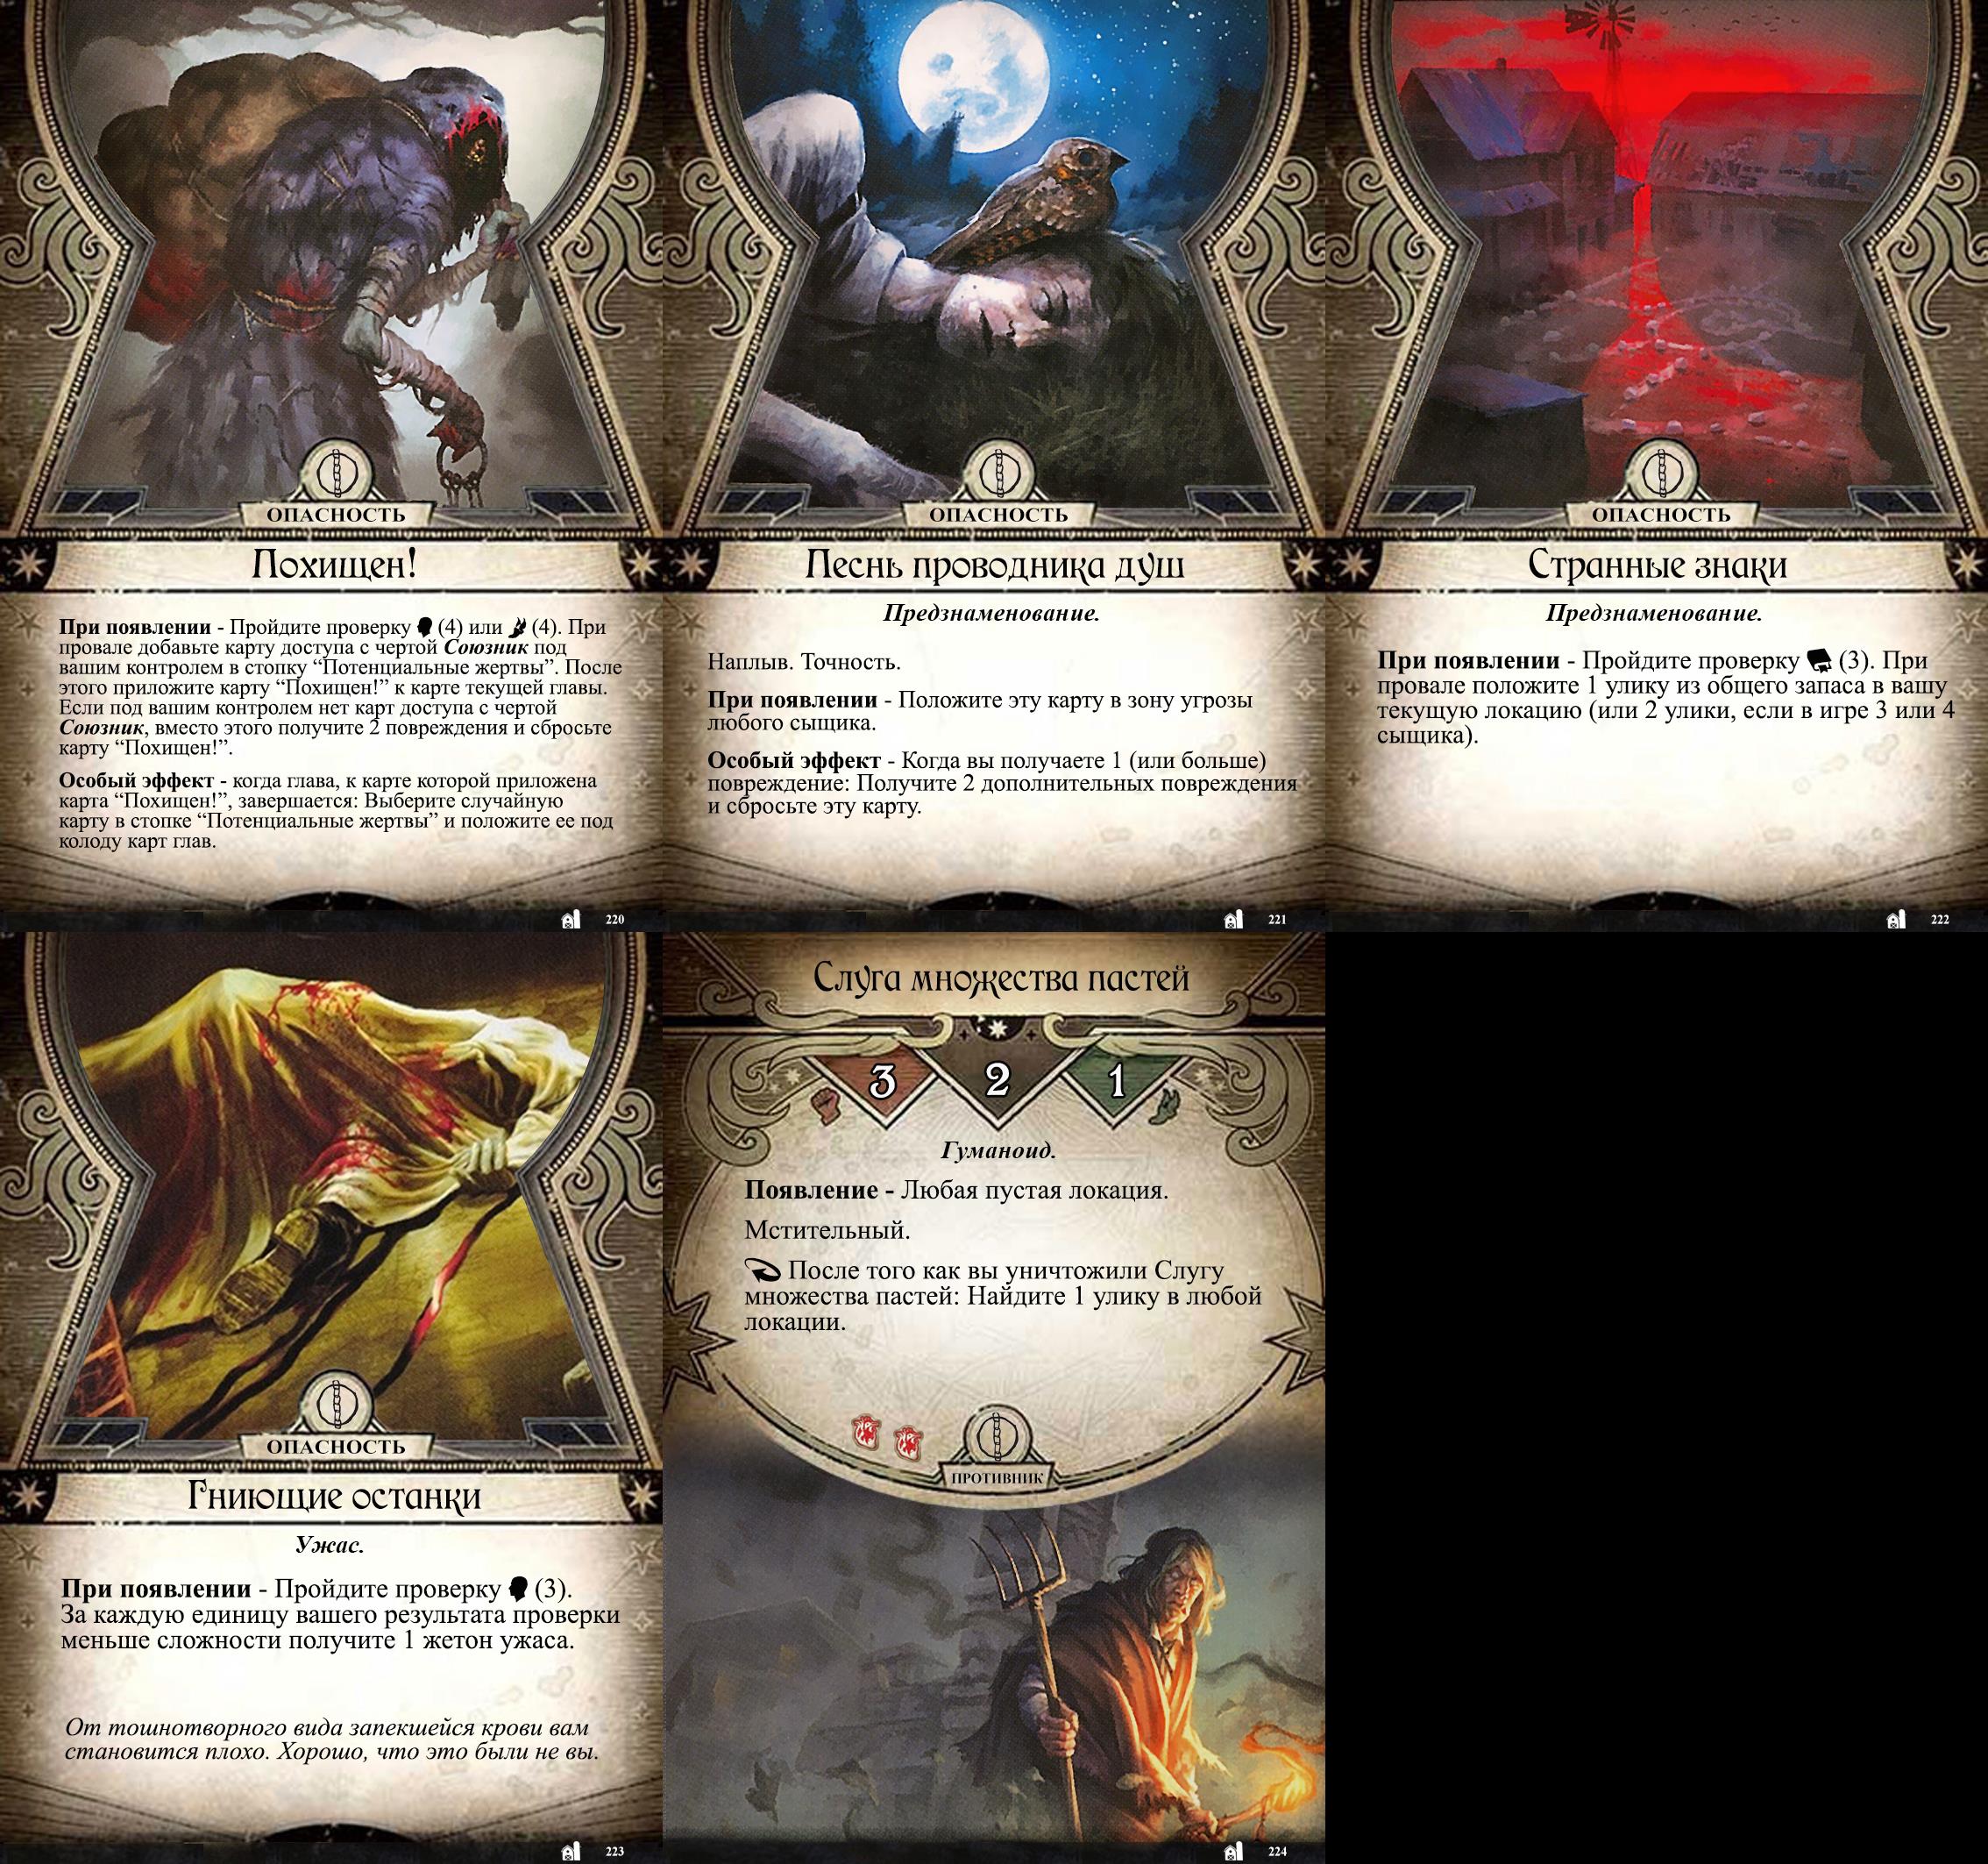 ОПАСНОСТЬ
Похищен!
При появлении - Пройдите проверку (4) или (4). При
провале добавьте карту доступа с чертой Союзник под
вашим контролем в стопку “Потенциальные жертвы”. После
этого приложите карту “Похищен!” к карте текущей главы.
Если под вашим контролем нет карт доступа с чертой
Союзник, вместо этого получите 2 повреждения и сбросьте
карту “Похищен!”.
Особый эффект - когда глава, к карте которой приложена
карта “Похищен!”, завершается: Выберите случайную
карту в стопке “Потенциальные жертвы” и положите ее под
колоду карт глав.
220
ОПАСНОСТЬ
Песнь проводника душ
Предзнаменование.
Наплыв. Точность.
При появлении - Положите эту карту в зону угрозы
любого сыщика.
Особый эффект - Когда вы получаете 1 (или больше)
повреждение: Получите 2 дополнительных повреждения
и сбросьте эту карту.
221
ОПАСНОСТЬ
Странные знаки
Предзнаменование.
При появлении - Пройдите проверку (3). При
провале положите 1 улику из общего запаса в вашу
текущую локацию (или 2 улики, если в игре 3 или 4
сыщика).
222
ОПАСНОСТЬ
Гниющие останки
Ужас.
При появлении - Пройдите проверку (3).
За каждую единицу вашего результата проверки
меньше сложности получите 1 жетон ужаса.
От тошнотворного вида запекшейся крови вам
становится плохо. Хорошо, что это были не вы.
223
Слуга множества пастей
3 2 1
Гуманоид.
Появление - Любая пустая локация.
Мстительный.
После того как вы уничтожили Слугу
множества пастей: Найдите 1 улику в любой
локации.
ПРОТИВНИК
224